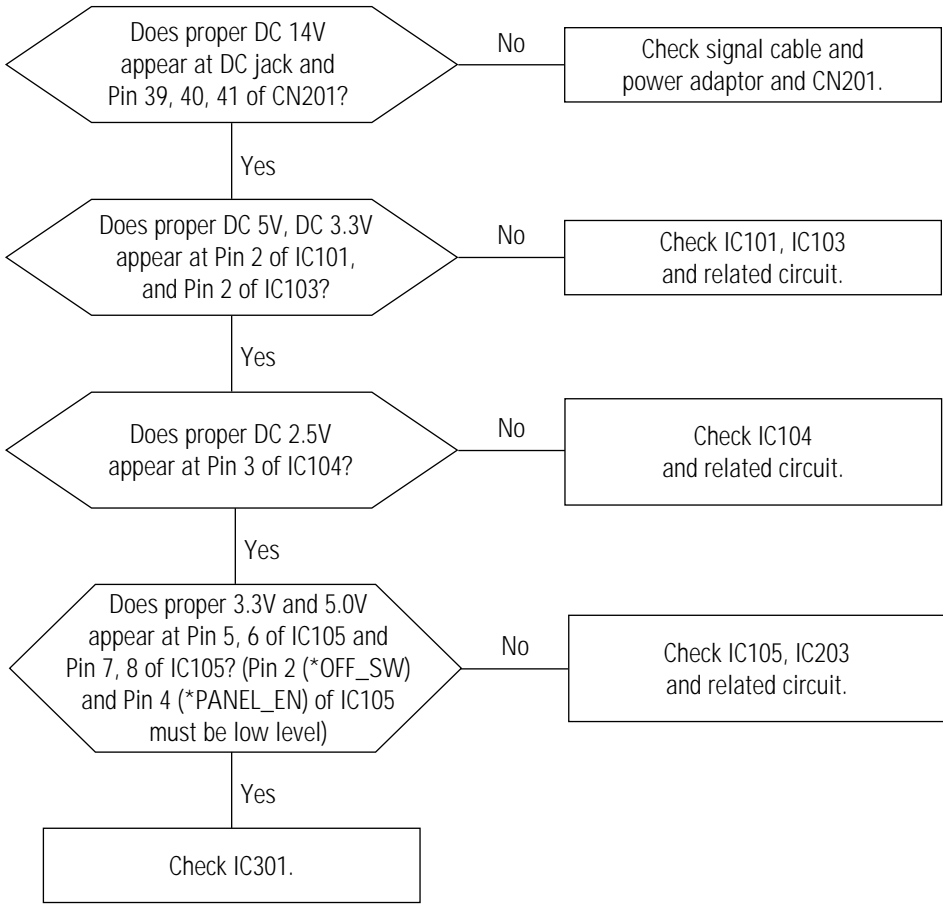 Does proper DC 14V
appear at DC jack and
Pin 39, 40, 41 of CN201?
No
Check signal cable and
power adaptor and CN201.
Yes
Does proper DC 5V, DC 3.3V
appear at Pin 2 of IC101,
and Pin 2 of IC103?
No
Check IC101, IC103
and related circuit.
Yes
Does proper DC 2.5V
appear at Pin 3 of IC104?
No
Check IC104
and related circuit.
Yes
Does proper 3.3V and 5.0V
appear at Pin 5, 6 of IC105 and
Pin 7, 8 of IC105? (Pin 2 (*OFF_SW)
and Pin 4 (*PANEL_EN) of IC105
must be low level)
No
Check IC105, IC203
and related circuit.
Yes
Check IC301.